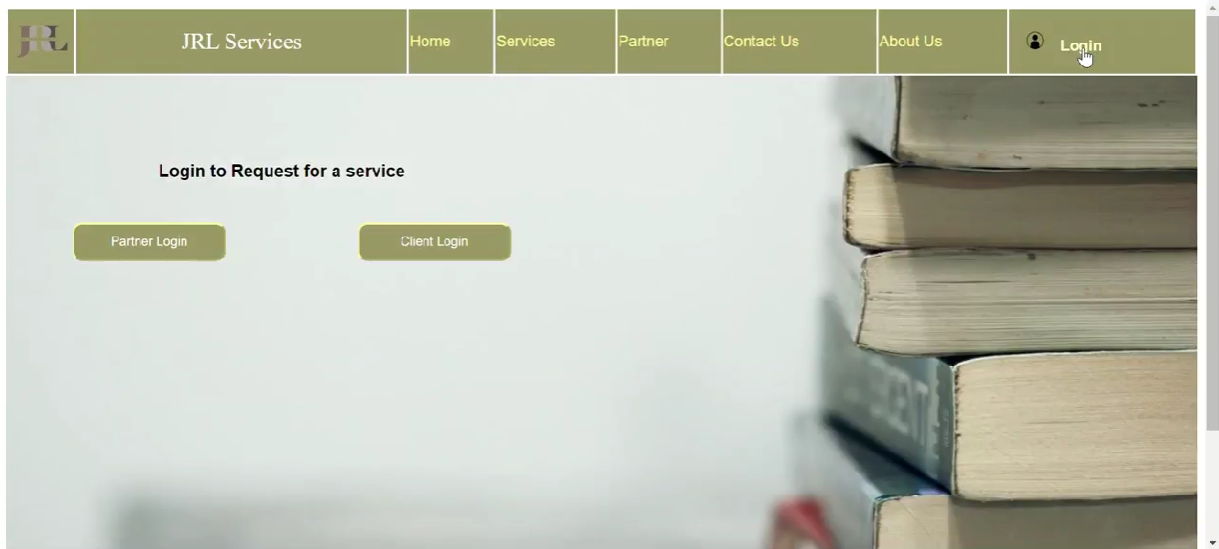 JRL
JRL Services
Home
Services
Partner
Contact Us
About Us
Login
Login to Request for a service
Partner Login
Client Login